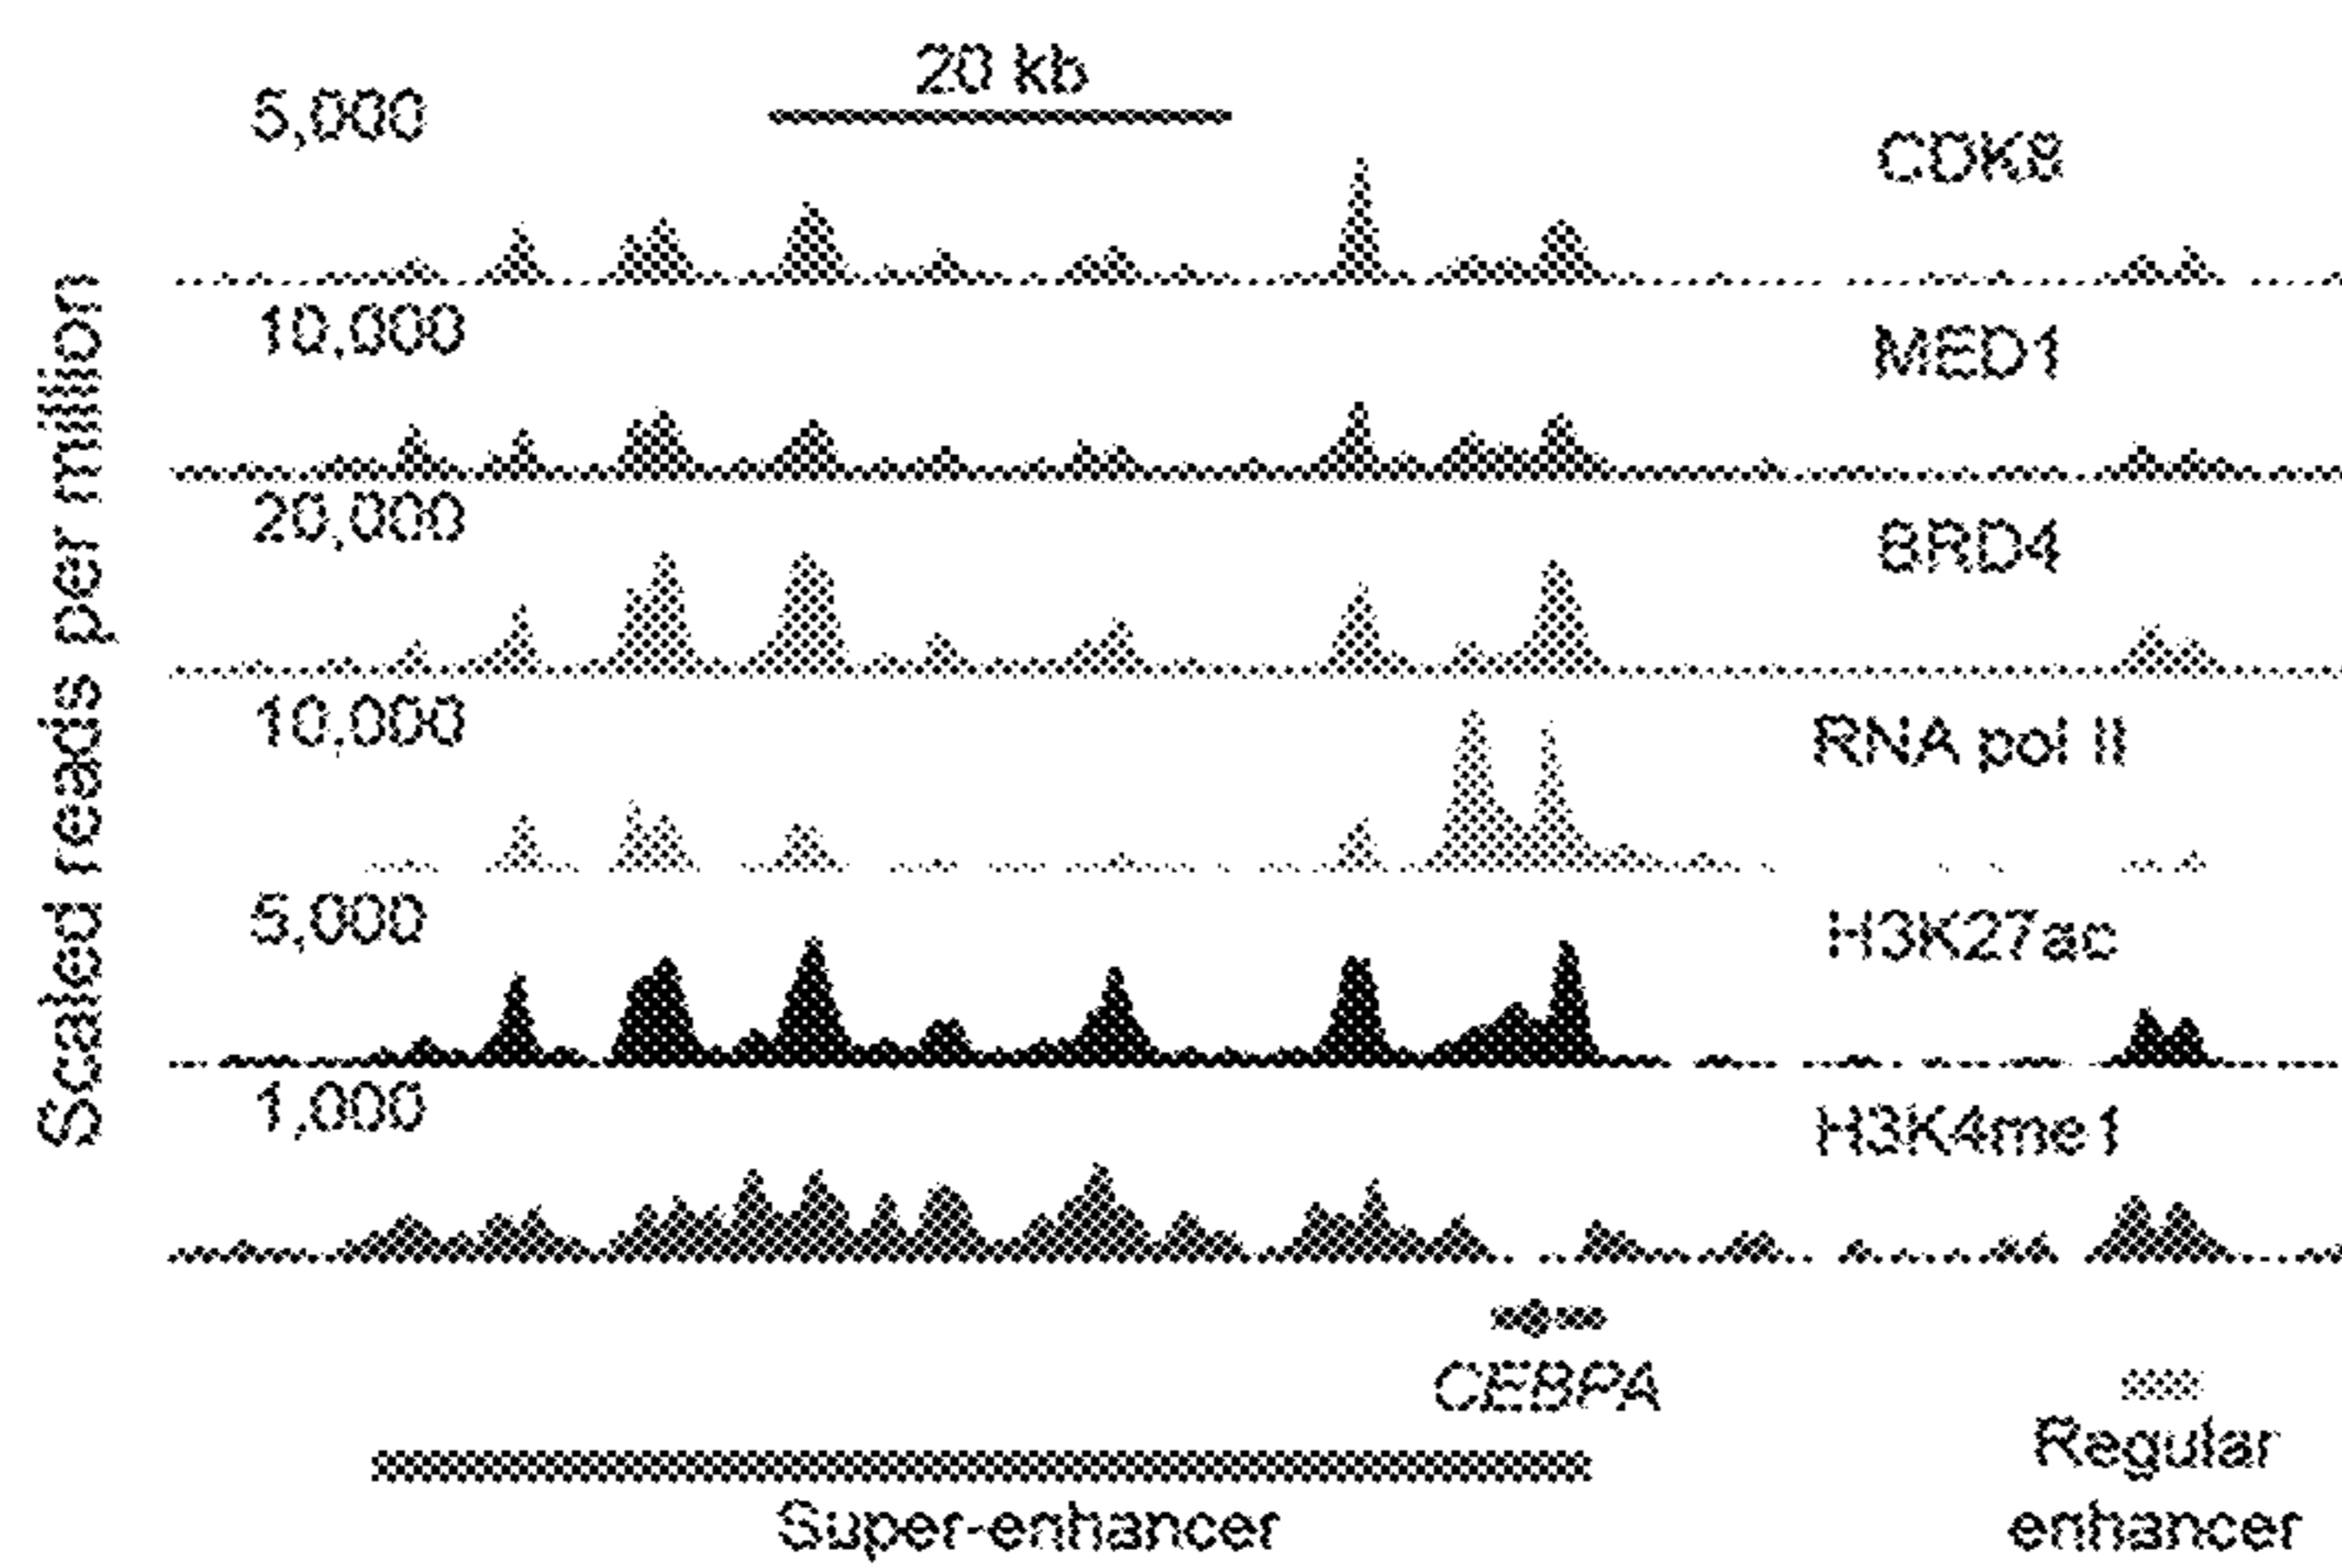 20 kb
5,000
CDK8
10,000
MED1
20,000
BRD4
10,000
RNA pol II
5,000
H3K27ac
1,000
H3K4me1
Scaled reads per million
CEBPA
Regular
enhancer
Super-enhancer